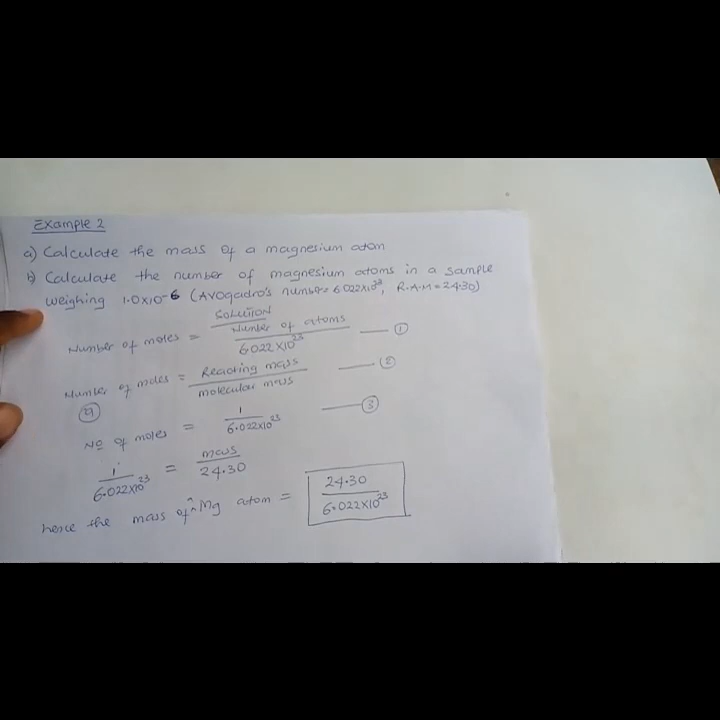 Example 2
a) Calculate the mass of a magnesium atom
b) Calculate the number of magnesium atoms in a sample
weighing 1.0x10-6 (Avogadro's number= 6.022x10²³, R.A.M = 24.30)
SOLUTION
Number of moles = Number of atoms / 6.022 x10²³ — ①
Number of moles = Reacting mass / molecular mass — ②
(a)
No of moles = 1 / 6.022x10²³ — ③
1 / 6.022x10²³ = mass / 24.30
hence the mass of ^ Mg atom = 24.30 / 6.022x10²³